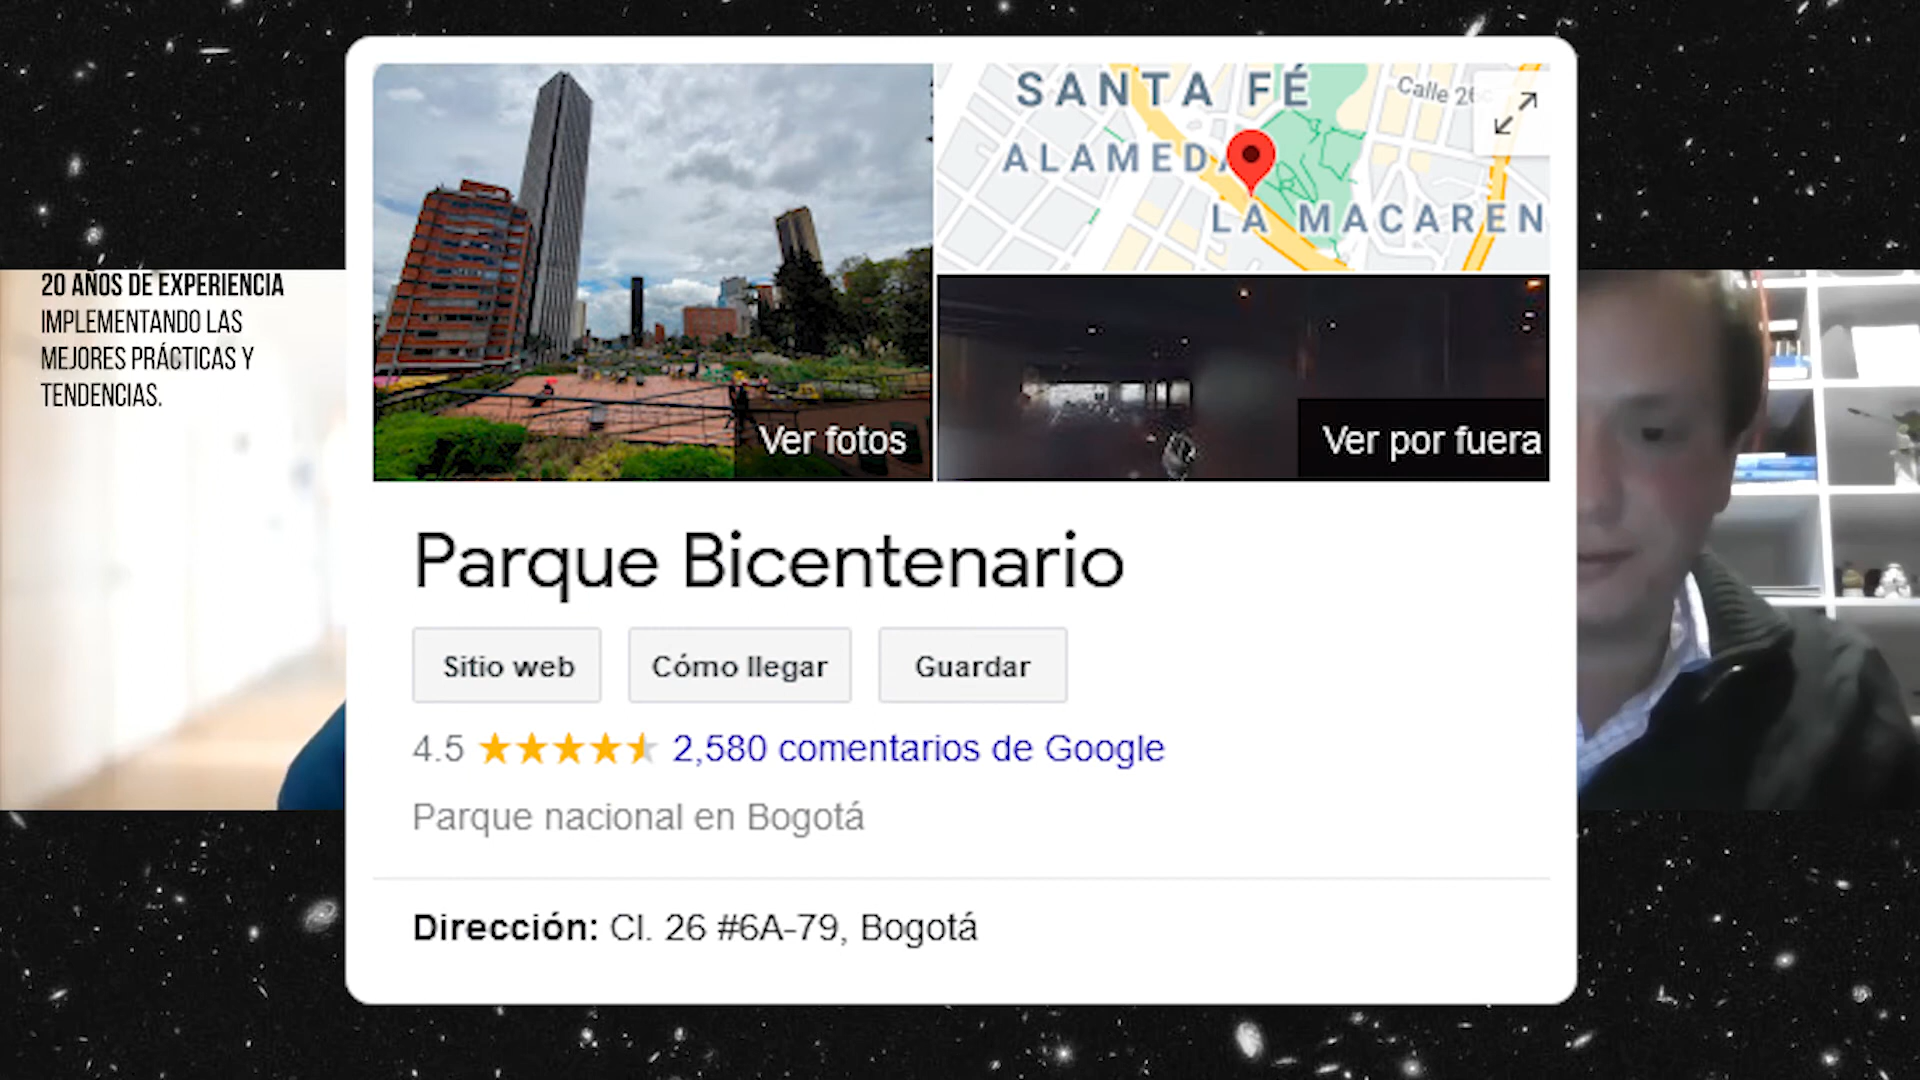 20 AÑOS DE EXPERIENCIA
IMPLEMENTANDO LAS
MEJORES PRÁCTICAS Y
TENDENCIAS.
SANTA FÉ
Calle 26c
ALAMEDA
LA MACAREN
Ver fotos
Ver por fuera
Parque Bicentenario
Sitio web
Cómo llegar
Guardar
4.5 2,580 comentarios de Google
Parque nacional en Bogotá
Dirección: Cl. 26 #6A-79, Bogotá